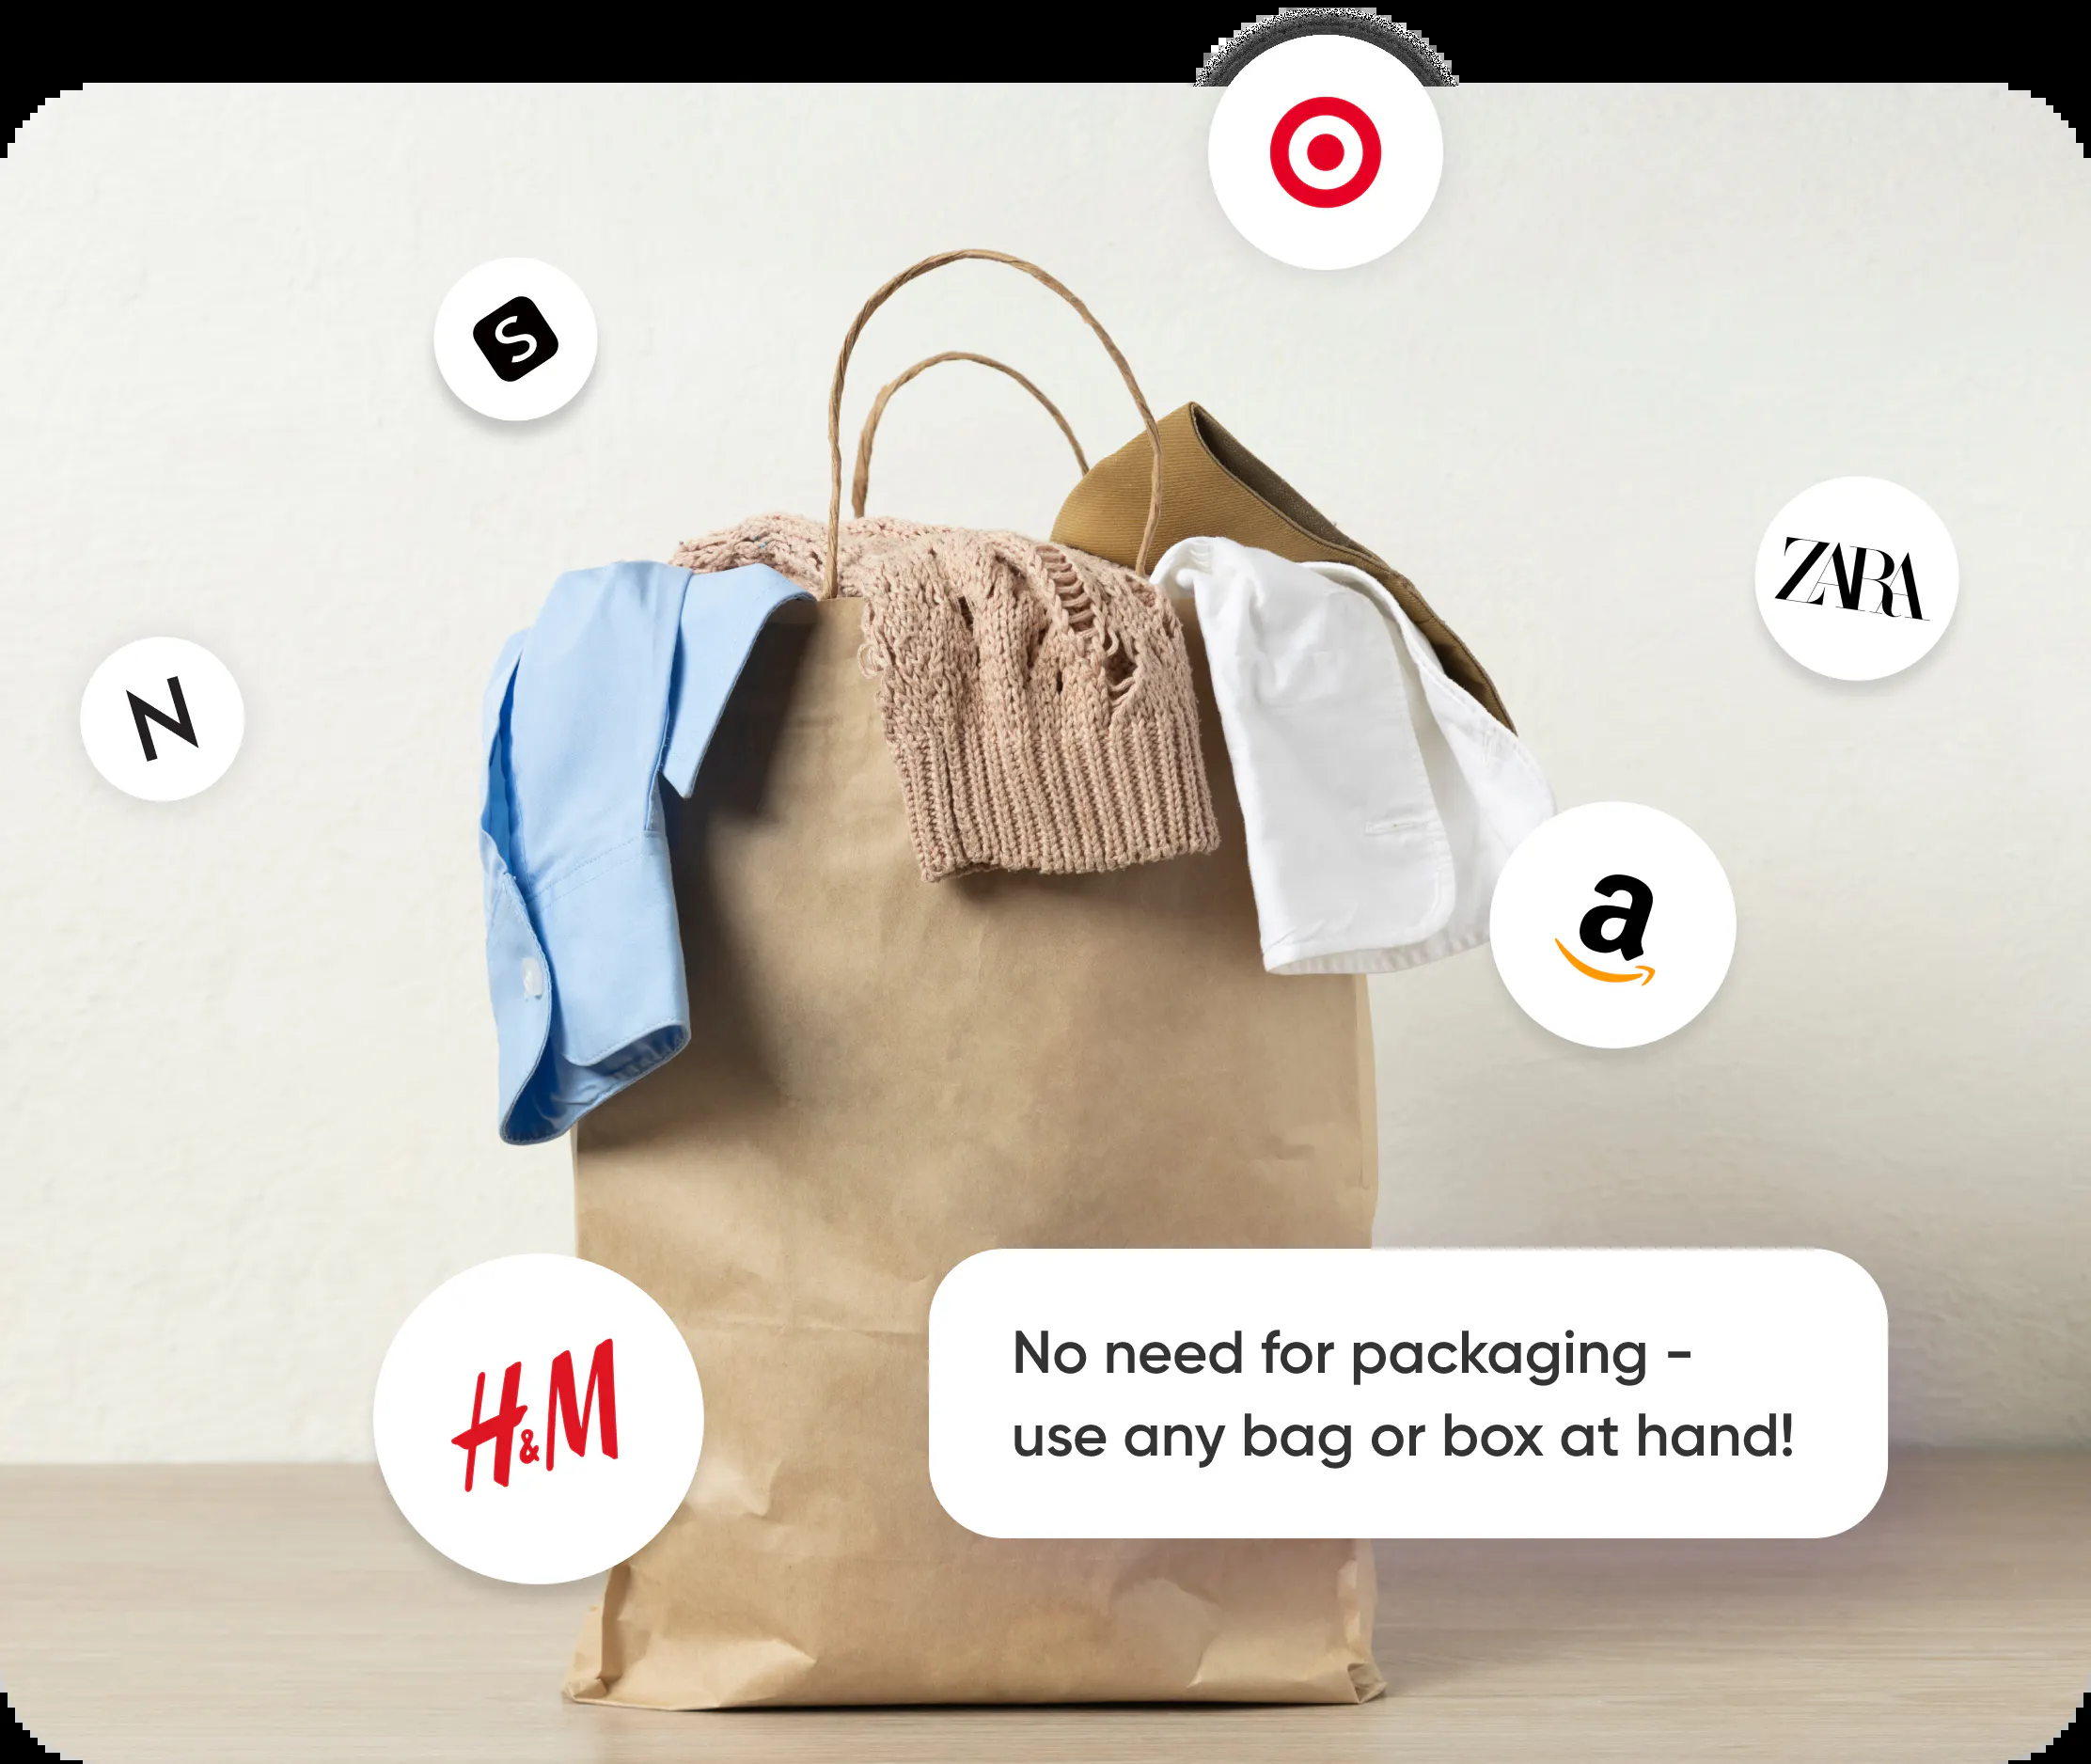 S
ZARA
N
a
H&M
No need for packaging -
use any bag or box at hand!